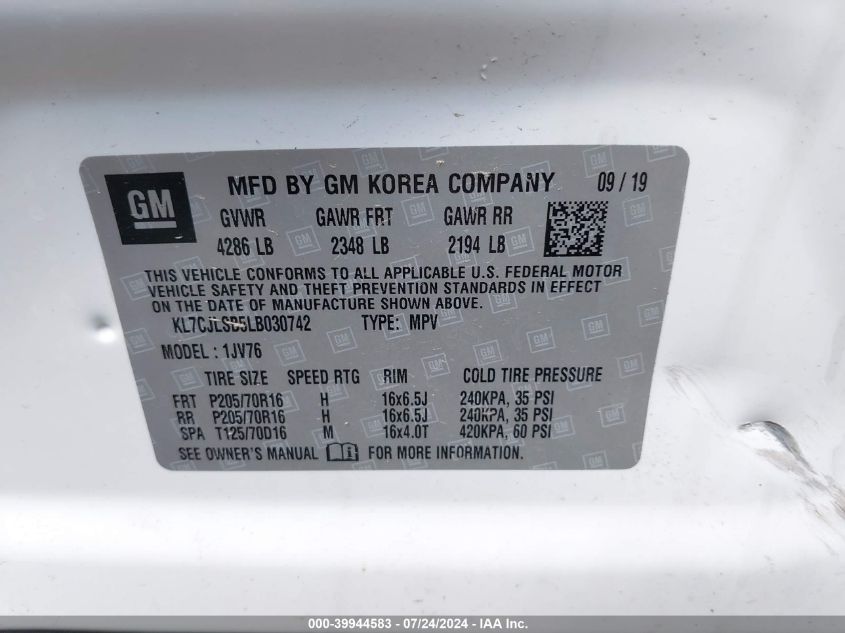 GM MFD BY GM KOREA COMPANY 09 / 19
GVWR GAWR FRT GAWR RR
4286 LB 2348 LB 2194 LB
THIS VEHICLE CONFORMS TO ALL APPLICABLE U.S. FEDERAL MOTOR
VEHICLE SAFETY AND THEFT PREVENTION STANDARDS IN EFFECT
ON THE DATE OF MANUFACTURE SHOWN ABOVE.
KL7CJLSB5LB030742 TYPE: MPV
MODEL : 1JV76
TIRE SIZE SPEED RTG RIM COLD TIRE PRESSURE
FRT P205/70R16 H 16x6.5J 240KPA, 35 PSI
RR P205/70R16 H 16x6.5J 240KPA, 35 PSI
SPA T125/70D16 M 16x4.0T 420KPA, 60 PSI
SEE OWNER'S MANUAL FOR MORE INFORMATION.
000-39944583 - 07/24/2024 - IAA Inc.